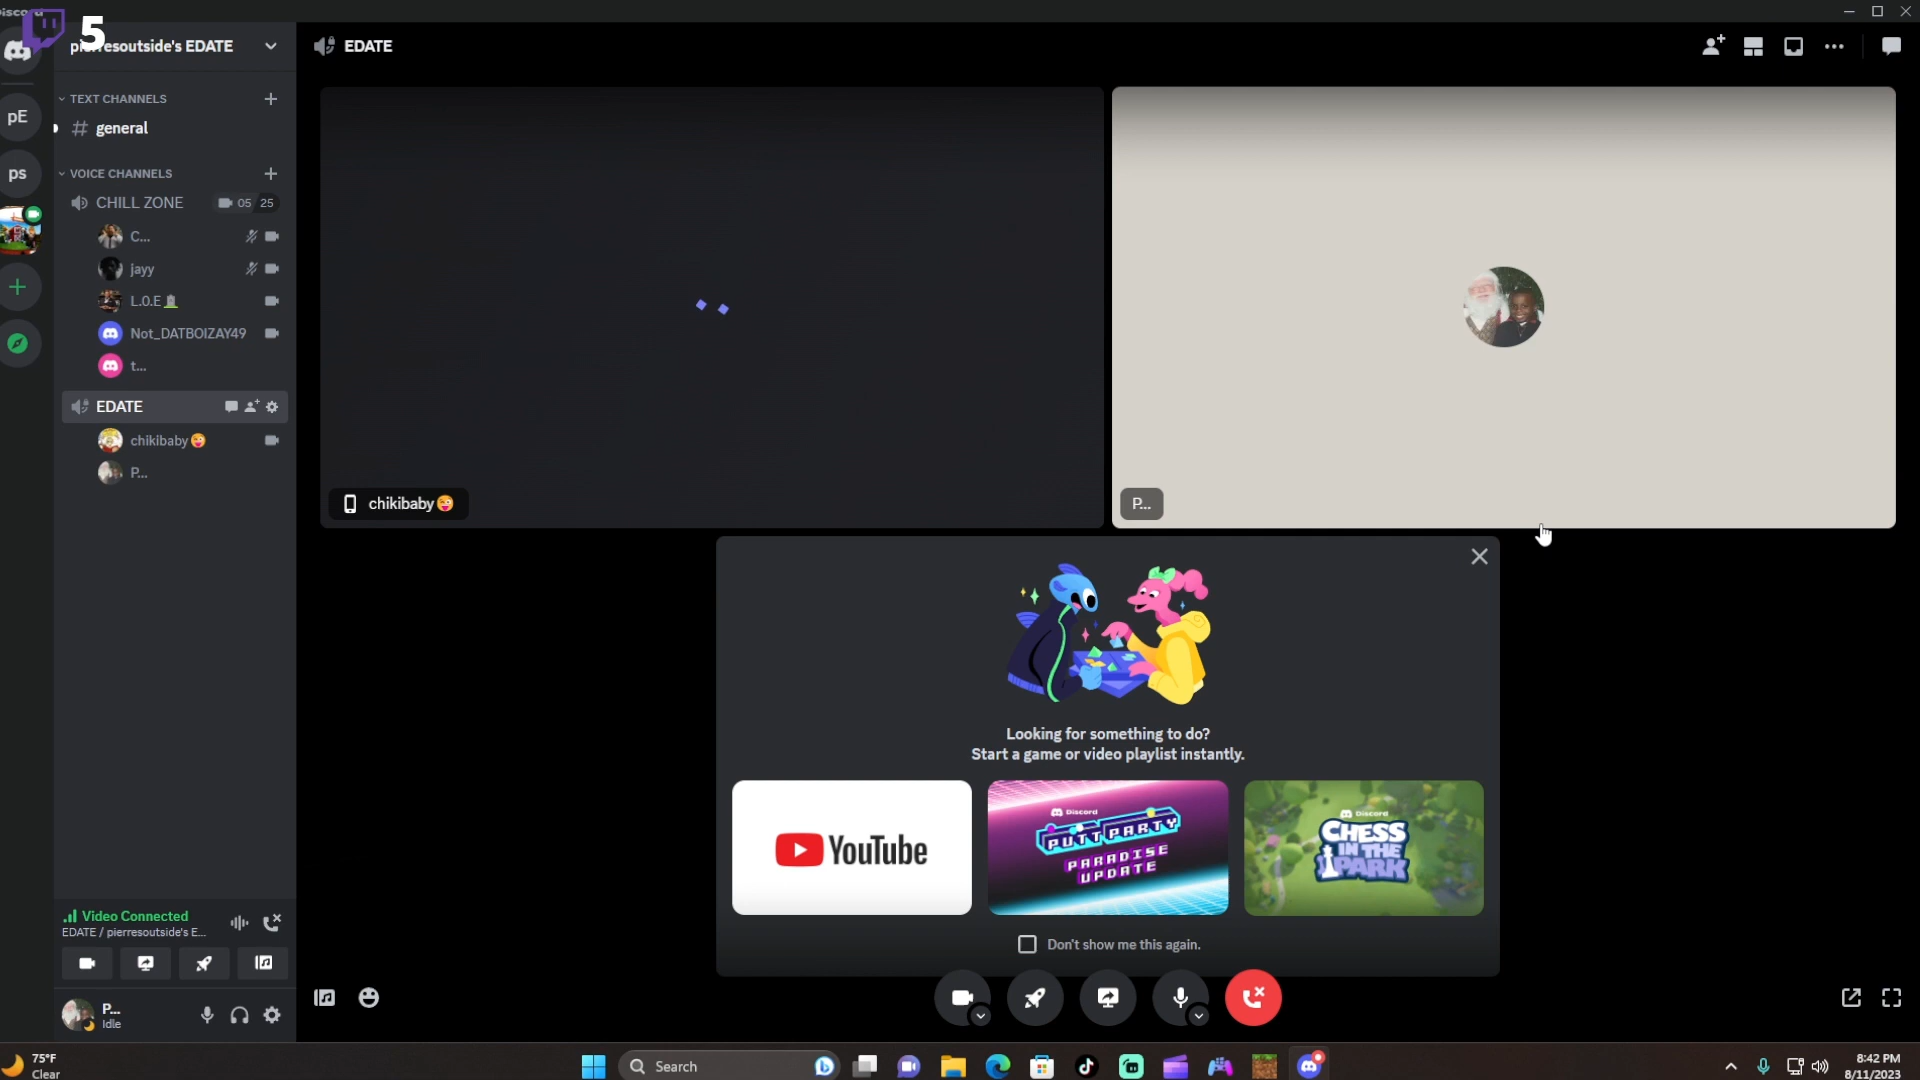 5
pierresoutside's EDATE
EDATE
TEXT CHANNELS
general
VOICE CHANNELS
CHILL ZONE 05 25
C...
jayy
L.O.E
Not_DATBOIZAY49
t...
EDATE
chikibaby😜
P...
pE
ps
chikibaby😜
P...
Looking for something to do?
Start a game or video playlist instantly.
YouTube
Discord
PUTT PARTY
PARADISE
UPDATE
Discord
CHESS
IN THE
PARK
Don't show me this again.
Video Connected
EDATE / pierresoutside's E...
P...
Idle
75°F
Clear
Search
8:42 PM
8/11/2023